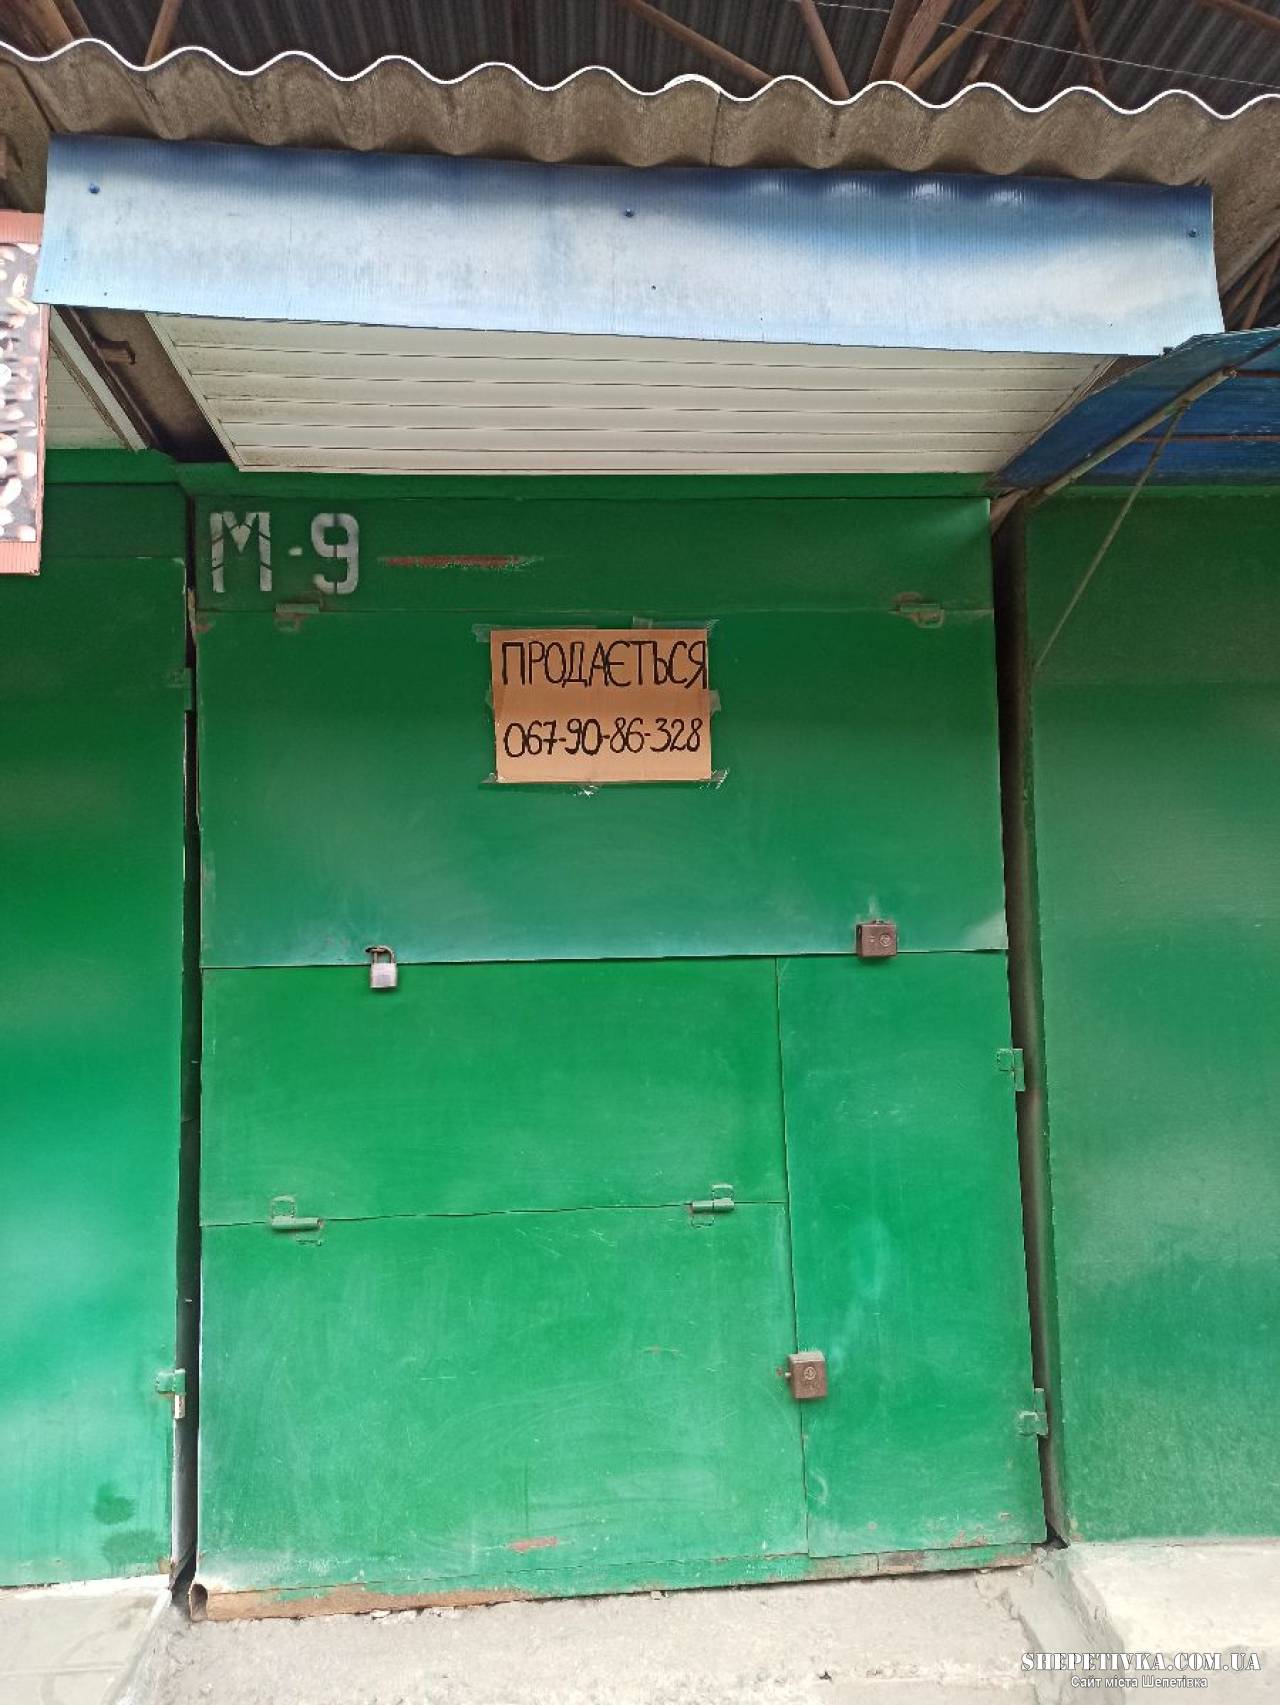 М-9
ПРОДАЄТЬСЯ
067-90-86-328
SHEPETIVKA.COM.UA
Сайт міста Шепетівка